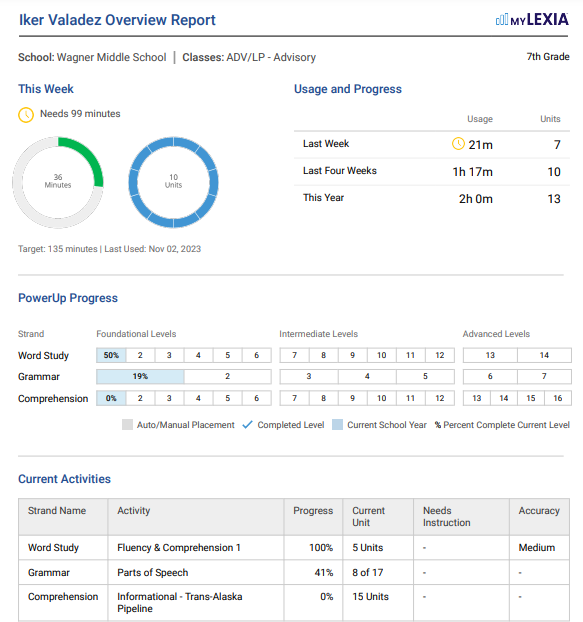 Iker Valadez Overview Report
MYLEXIA
School: Wagner Middle School | Classes: ADV/LP - Advisory
7th Grade
This Week
Needs 99 minutes
36
Minutes
10
Units
Target: 135 minutes | Last Used: Nov 02, 2023
Usage and Progress
Usage Units
Last Week 21m 7
Last Four Weeks 1h 17m 10
This Year 2h 0m 13
PowerUp Progress
Strand Foundational Levels Intermediate Levels Advanced Levels
Word Study 50% 2 3 4 5 6 7 8 9 10 11 12 13 14
Grammar 19% 2 3 4 5 6 7
Comprehension 0% 2 3 4 5 6 7 8 9 10 11 12 13 14 15 16
Auto/Manual Placement Completed Level Current School Year % Percent Complete Current Level
Current Activities
Strand Name Activity Progress Current Unit Needs Instruction Accuracy
Word Study Fluency & Comprehension 1 100% 5 Units - Medium
Grammar Parts of Speech 41% 8 of 17 - -
Comprehension Informational - Trans-Alaska Pipeline 0% 15 Units - -